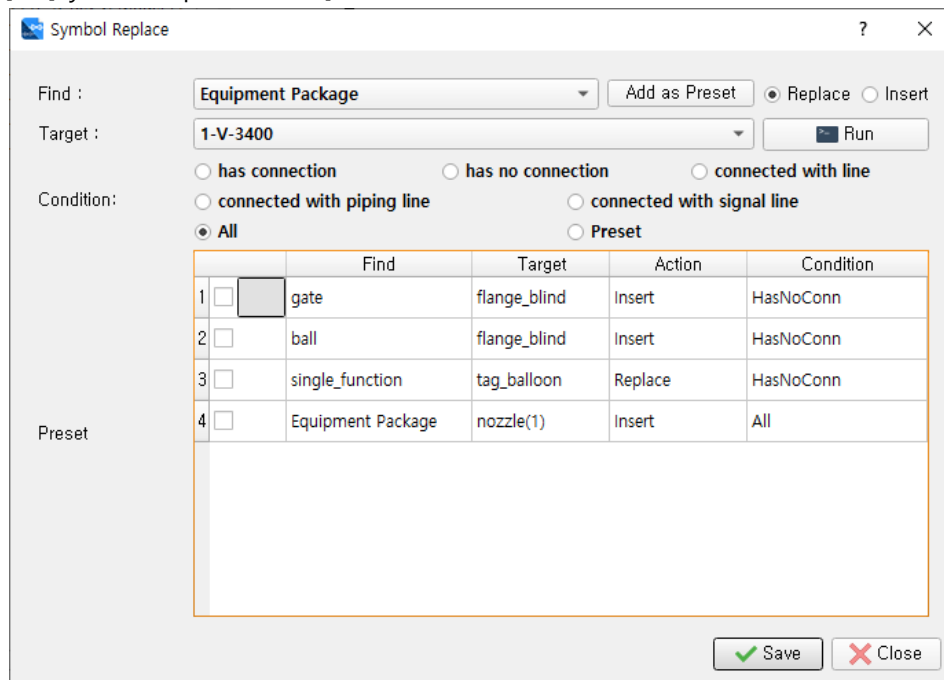 Symbol Replace ?
Find : Equipment Package Add as Preset Replace Insert
Target : 1-V-3400 Run
has connection has no connection connected with line
Condition: connected with piping line connected with signal line
All Preset
Find Target Action Condition
1 gate flange_blind Insert HasNoConn
2 ball flange_blind Insert HasNoConn
3 single_function tag_balloon Replace HasNoConn
4 Equipment Package nozzle(1) Insert All
Preset
Save Close